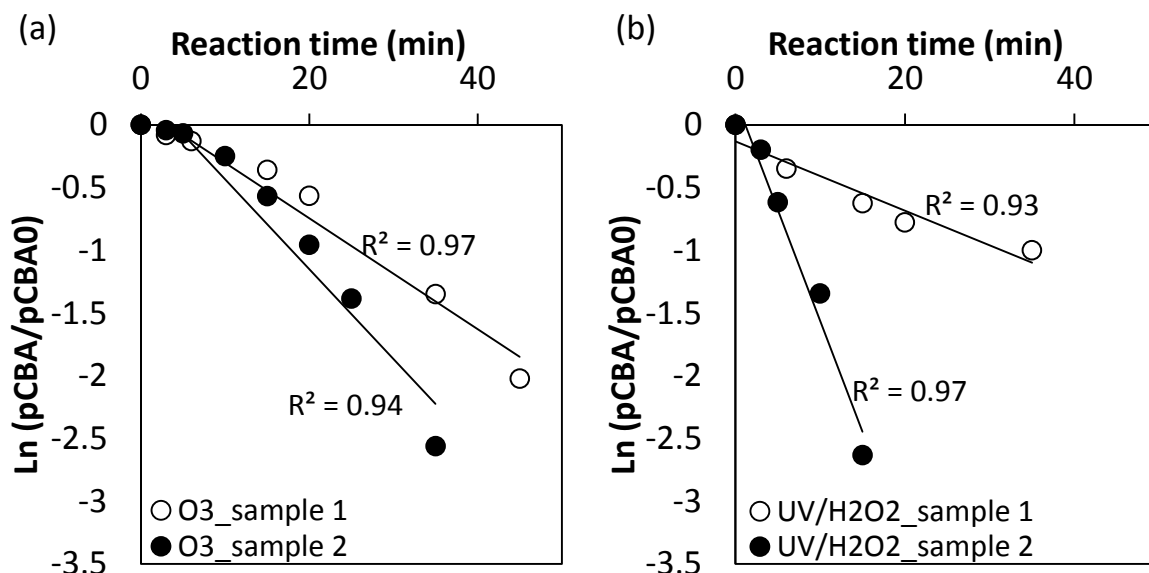 (a)
Reaction time (min)
0 20 40
0
-0.5
-1
-1.5
-2
-2.5
-3
-3.5
Ln (pCBA/pCBA0)
R² = 0.97
R² = 0.94
O3_sample 1
O3_sample 2
(b)
Reaction time (min)
0 20 40
0
-0.5
-1
-1.5
-2
-2.5
-3
-3.5
Ln (pCBA/pCBA0)
R² = 0.93
R² = 0.97
UV/H2O2_sample 1
UV/H2O2_sample 2